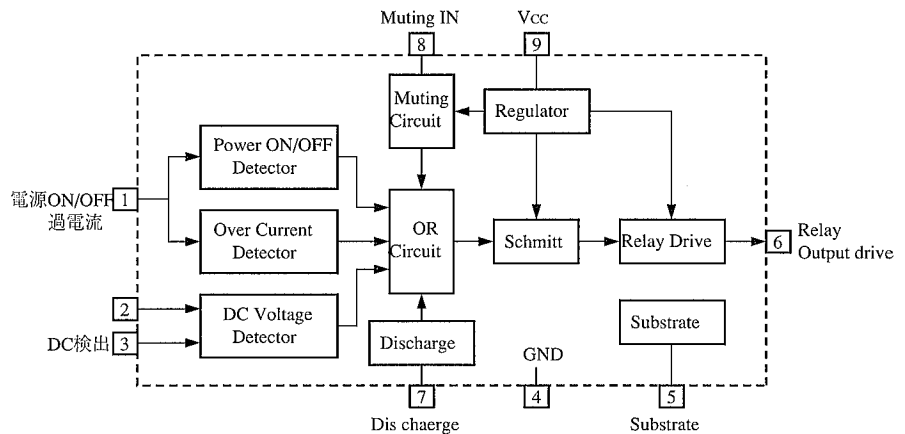 Muting IN
VCC
8
9
Muting
Circuit
Regulator
Power ON/OFF
Detector
電源ON/OFF
過電流
1
Over Current
Detector
OR
Circuit
Schmitt
Relay Drive
6
Relay
Output drive
2
DC検出
3
DC Voltage
Detector
Discharge
Substrate
GND
7
4
5
Dis chaerge
Substrate